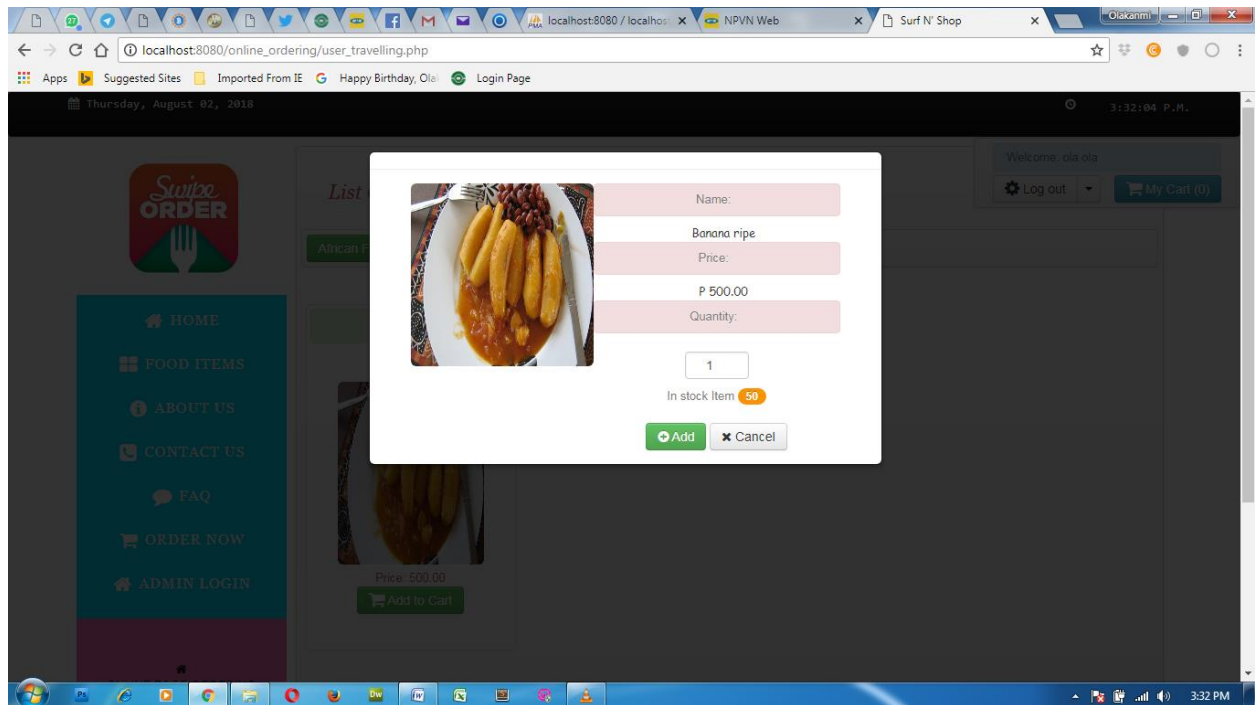 localhost:8080 / localhos
NPVN Web
Surf N' Shop
Olakanmi
localhost:8080/online_ordering/user_travelling.php
Apps
Suggested Sites
Imported From IE
Happy Birthday, Ola
Login Page
Thursday, August 02, 2018
3:32:04 P.M.
Welcome: ola ola
Swipe
ORDER
List
Log out
My Cart (0)
African F
Name:
Banana ripe
Price:
P 500.00
Quantity:
1
In stock Item 50
Add
Cancel
HOME
FOOD ITEMS
ABOUT US
CONTACT US
FAQ
ORDER NOW
ADMIN LOGIN
Price: 500.00
Add to Cart
3:32 PM